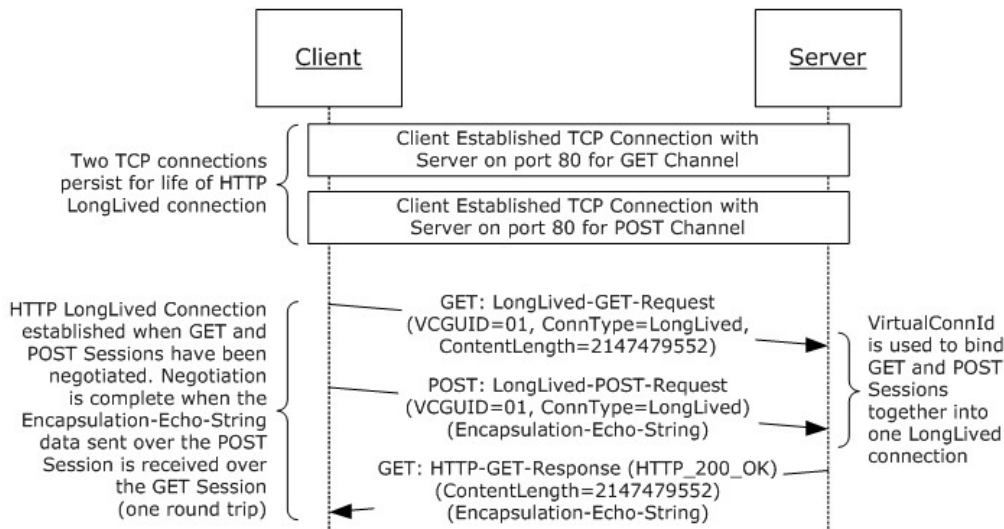 Client
Server
Two TCP connections
persist for life of HTTP
LongLived connection
Client Established TCP Connection with
Server on port 80 for GET Channel
Client Established TCP Connection with
Server on port 80 for POST Channel
HTTP LongLived Connection
established when GET and
POST Sessions have been
negotiated. Negotiation
is complete when the
Encapsulation-Echo-String
data sent over the POST
Session is received over
the GET Session
(one round trip)
GET: LongLived-GET-Request
(VCGUID=01, ConnType=LongLived,
ContentLength=2147479552)
POST: LongLived-POST-Request
(VCGUID=01, ConnType=LongLived)
(Encapsulation-Echo-String)
GET: HTTP-GET-Response (HTTP_200_OK)
(ContentLength=2147479552)
(Encapsulation-Echo-String)
VirtualConnId
is used to bind
GET and POST
Sessions
together into
one LongLived
connection